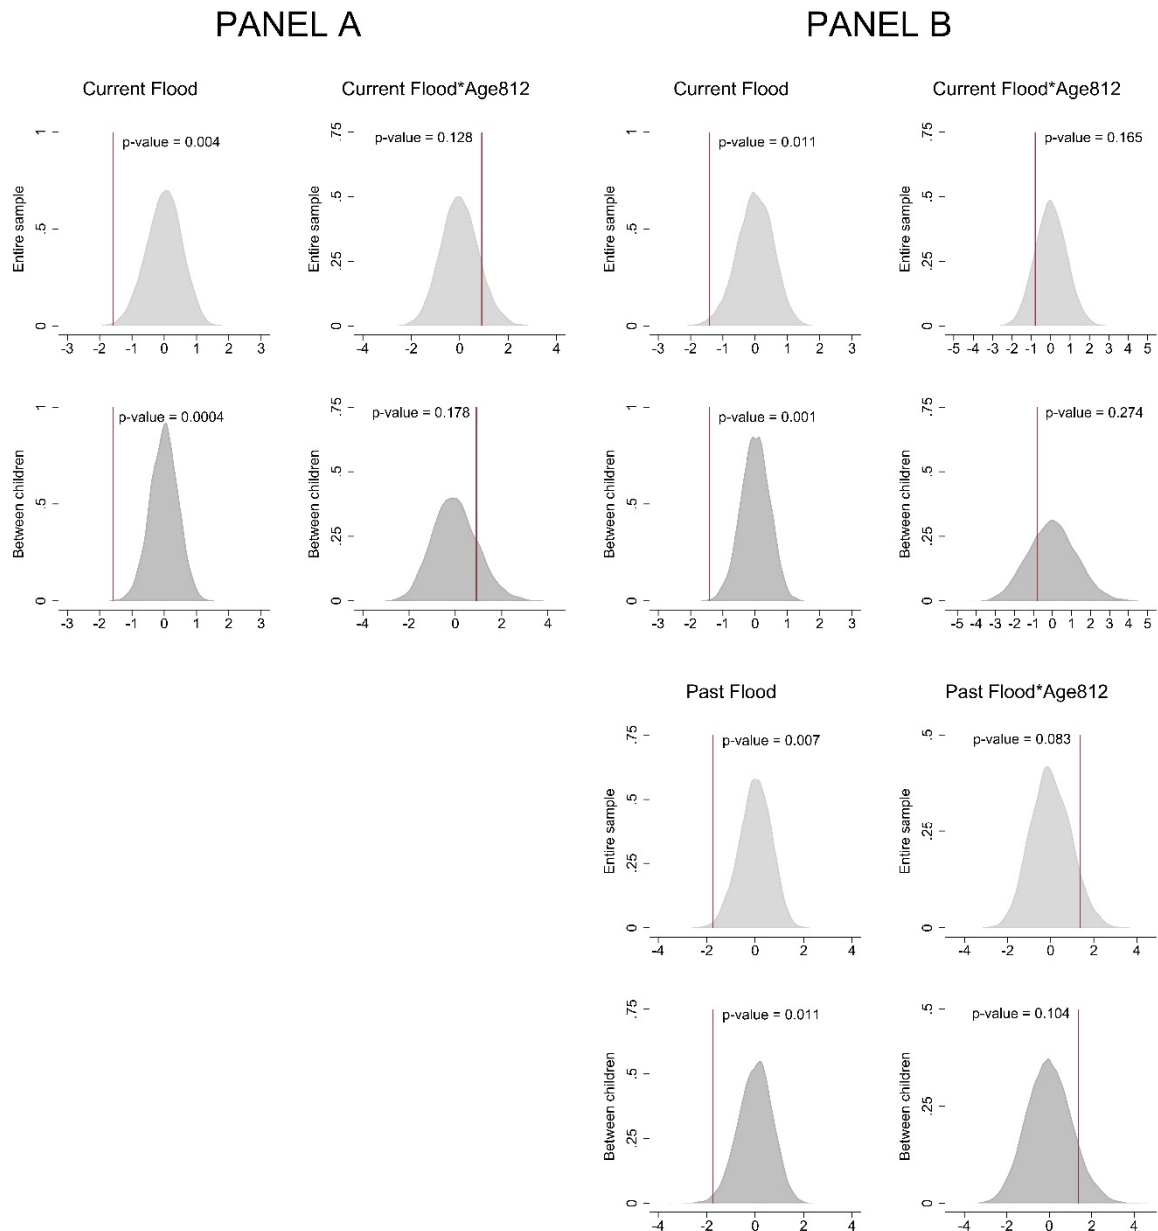 PANEL A
PANEL B
Current Flood
Current Flood*Age812
Current Flood
Current Flood*Age812
Entire sample
0 .5 1
p-value = 0.004
-3 -2 -1 0 1 2 3
Entire sample
0 .25 .5 .75
p-value = 0.128
-4 -2 0 2 4
Entire sample
0 .5 1
p-value = 0.011
-3 -2 -1 0 1 2 3
Entire sample
0 .25 .5 .75
p-value = 0.165
-5 -4 -3 -2 -1 0 1 2 3 4 5
Between children
0 .5 1
p-value = 0.0004
-3 -2 -1 0 1 2 3
Between children
0 .25 .5 .75
p-value = 0.178
-4 -2 0 2 4
Between children
0 .5 1
p-value = 0.001
-3 -2 -1 0 1 2 3
Between children
0 .25 .5 .75
p-value = 0.274
-5 -4 -3 -2 -1 0 1 2 3 4 5
Past Flood
Past Flood*Age812
Entire sample
0 .25 .5 .75
p-value = 0.007
-4 -2 0 2 4
Entire sample
0 .25 .5
p-value = 0.083
-4 -2 0 2 4
Between children
0 .25 .5 .75
p-value = 0.011
-4 -2 0 2 4
Between children
0 .25 .5
p-value = 0.104
-4 -2 0 2 4